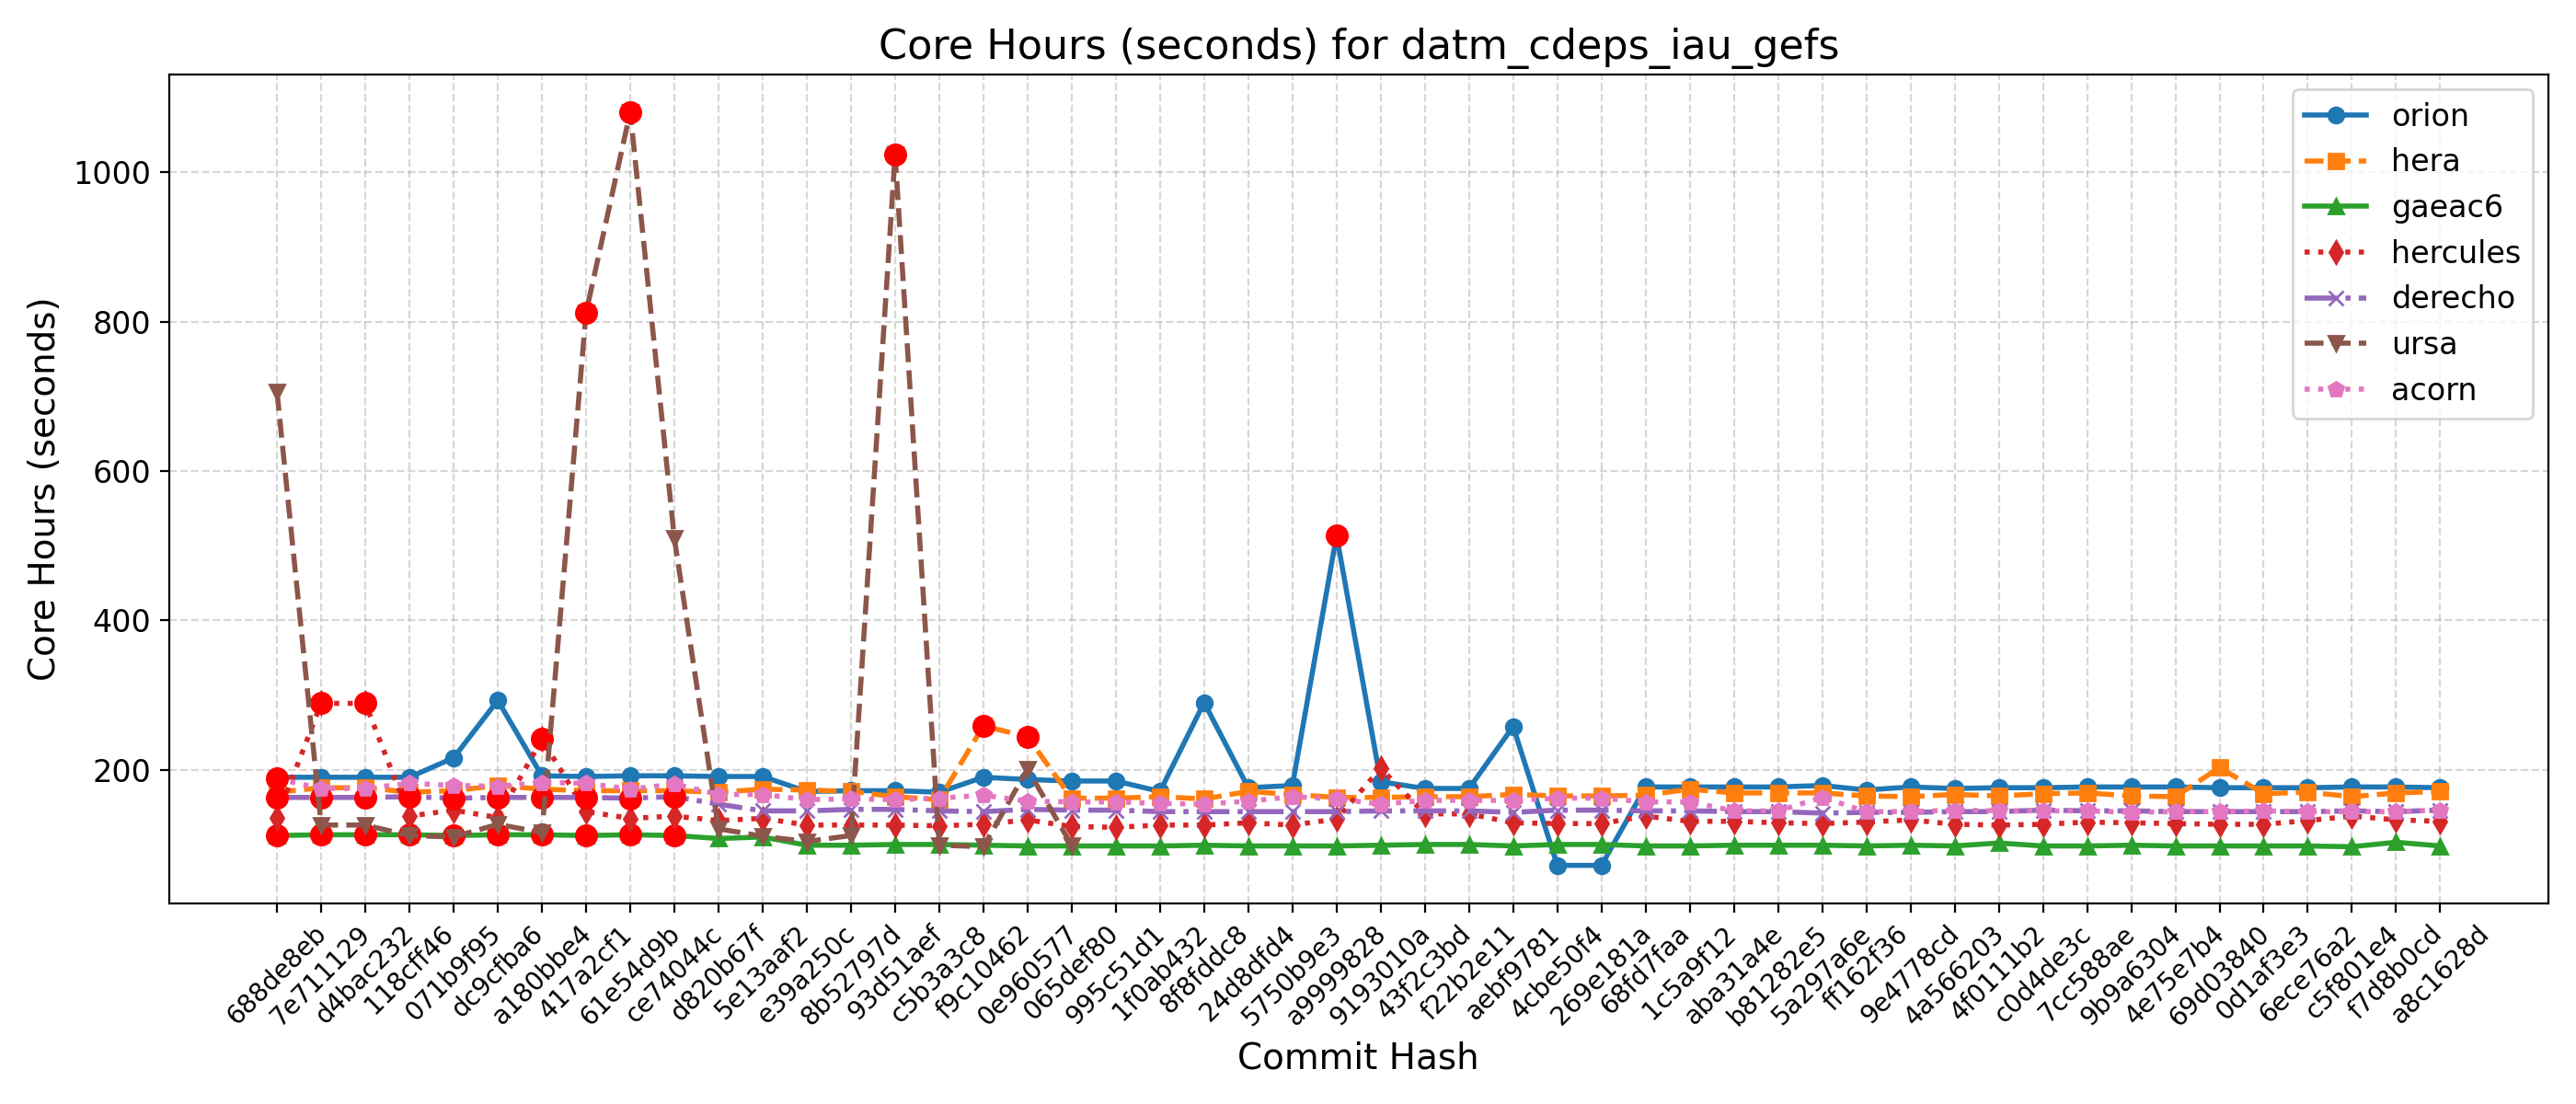 Core Hours (seconds) for datm_cdeps_iau_gefs
Core Hours (seconds)
1000
800
600
400
200
orion
hera
gaeac6
hercules
derecho
ursa
acorn
688de8eb
7e711129
d4bac232
118cff46
071b9f95
dc9cfba6
a180bbe4
417a2cf1
61e54d9b
ce74044c
d820b67f
5e13aaf2
e39a250c
8b52797d
93d51aef
c5b3a3c8
f9c10462
0e960577
065def80
995c51d1
1f0ab432
8f8fddc8
24d8dfd4
5750b9e3
a9999828
9193010a
43f2c3bd
f22b2e11
aebf9781
4cbe50f4
269e181a
68fd7faa
1c5a9f12
aba31a4e
b81282e5
5a297a6e
ff162f36
9e4778cd
4a566203
4f0111b2
c0d4de3c
7cc588ae
9b9a6304
4e75e7b4
69d03840
0d1af3e3
6ece76a2
c5f801e4
f7d8b0cd
a8c1628d
Commit Hash